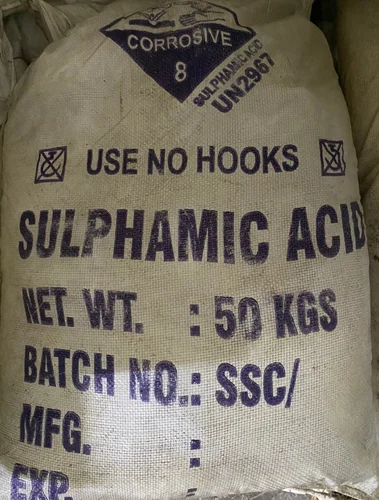 CORROSIVE
8
SULPHAMIC ACID
UN2967
USE NO HOOKS
SULPHAMIC ACID
NET. WT. : 50 KGS
BATCH NO.: SSC/
MFG. :
EXP. :